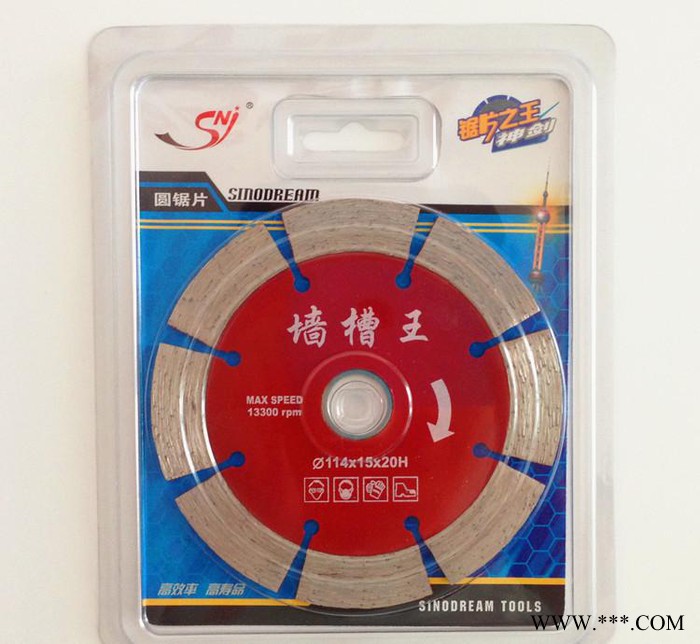 SNJ ®
锯片之王
神剑
圆锯片
SINODREAM
墙槽王
MAX SPEED
13300 rpm
Ø114x15x20H
高效率 高寿命
SINODREAM TOOLS
WWW.***.COM